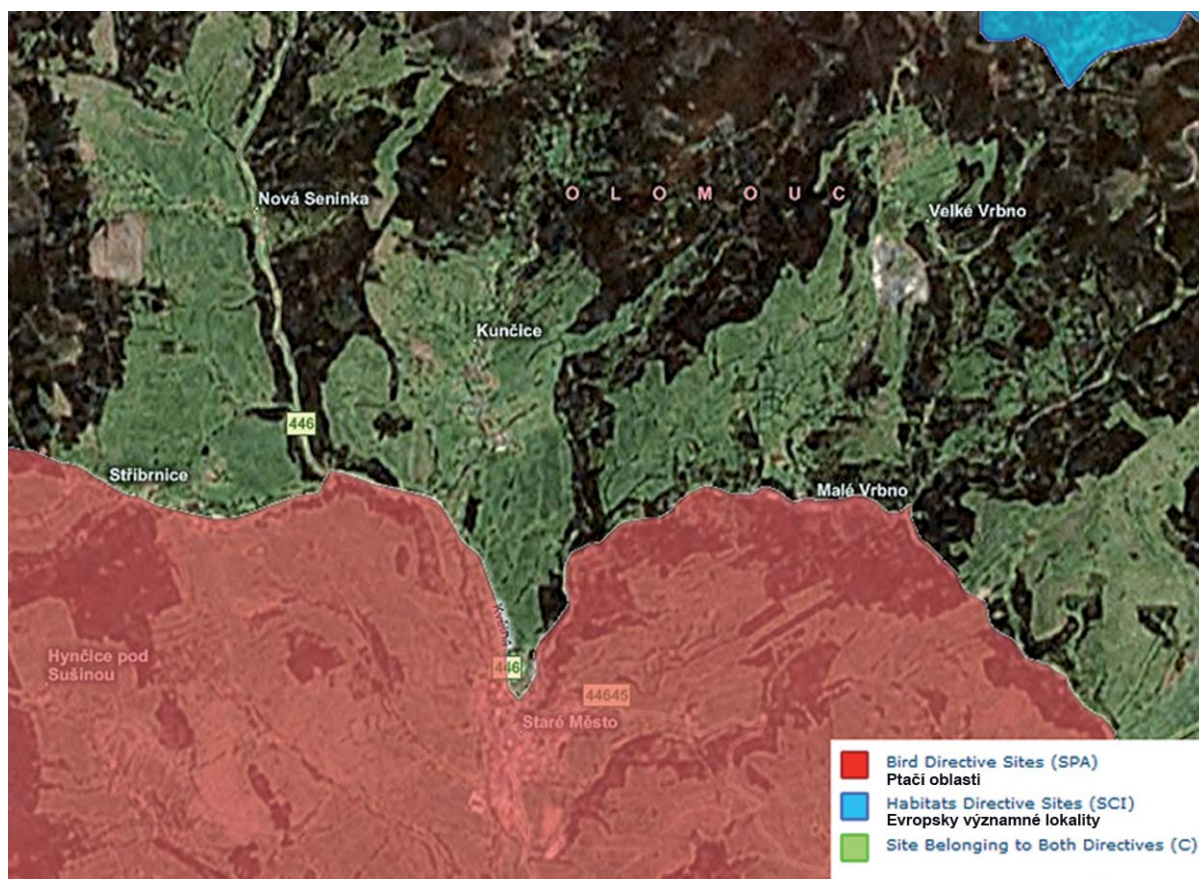 OLOMOUC
Nová Seninka
Velké Vrbno
Kunčice
446
Stříbrnice
Malé Vrbno
Hynčice pod
Sušinou
446
44645
Staré Město
Bird Directive Sites (SPA)
Ptačí oblasti
Habitats Directive Sites (SCI)
Evropsky významné lokality
Site Belonging to Both Directives (C)